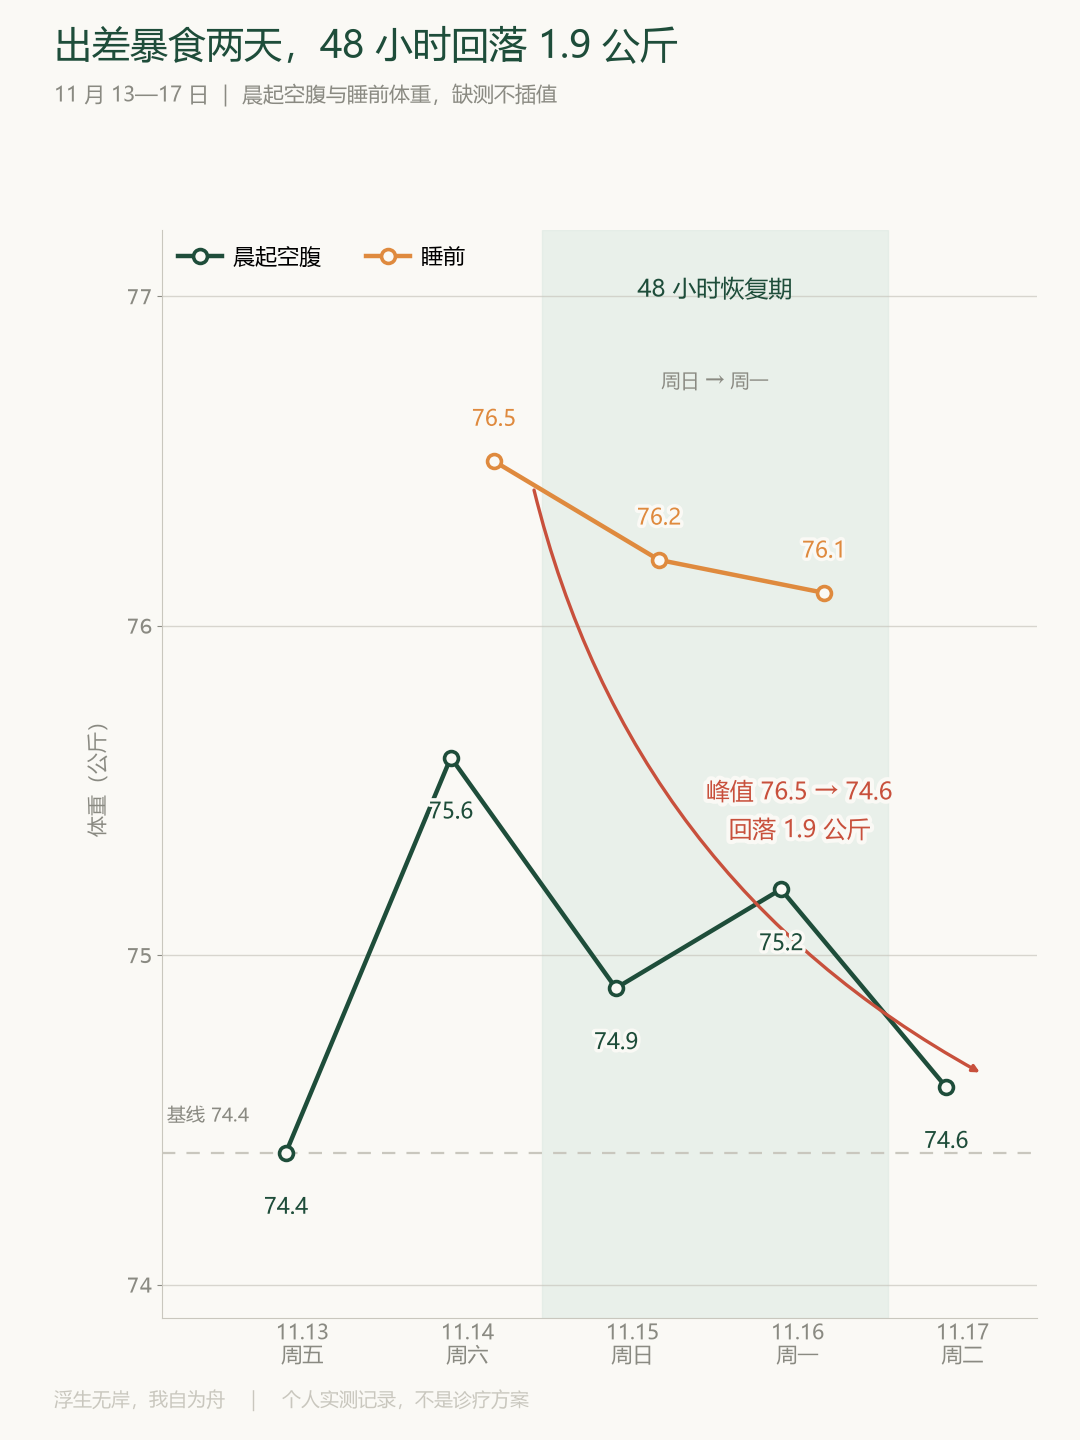 出差暴食两天，48 小时回落 1.9 公斤
11 月 13—17 日 | 晨起空腹与睡前体重，缺测不插值
晨起空腹
睡前
48 小时恢复期
77
周日 → 周一
76.5
76.2
76.1
76
体重（公斤）
峰值 76.5 → 74.6
回落 1.9 公斤
75.6
75.2
75
74.9
基线 74.4
74.6
74.4
74
11.13
周五
11.14
周六
11.15
周日
11.16
周一
11.17
周二
浮生无岸，我自为舟 | 个人实测记录，不是诊疗方案